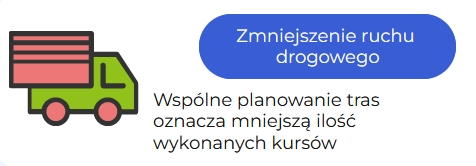 Zmniejszenie ruchu
drogowego
Wspólne planowanie tras
oznacza mniejszą ilość
wykonanych kursów